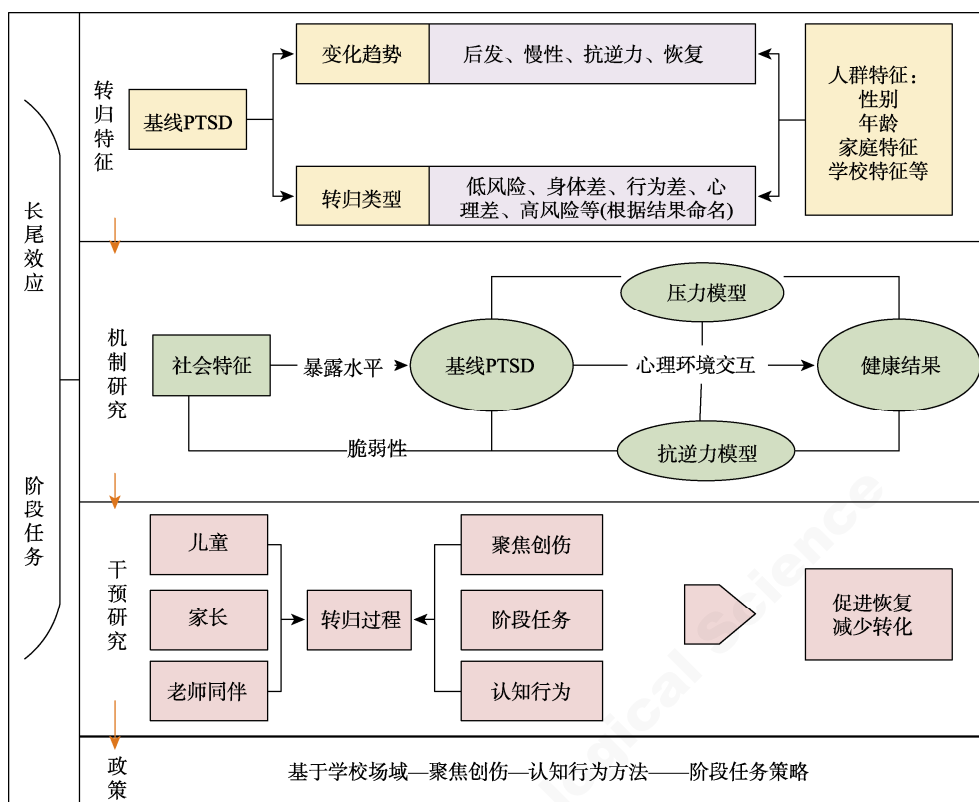 长尾效应
阶段任务
转归特征
基线PTSD
变化趋势
后发、慢性、抗逆力、恢复
转归类型
低风险、身体差、行为差、心
理差、高风险等(根据结果命名)
人群特征：
性别
年龄
家庭特征
学校特征等
机制研究
社会特征
暴露水平
基线PTSD
压力模型
心理环境交互
健康结果
脆弱性
抗逆力模型
干预研究
儿童
家长
老师同伴
转归过程
聚焦创伤
阶段任务
认知行为
促进恢复
减少转化
政策
基于学校场域—聚焦创伤—认知行为方法——阶段任务策略
ogical Science